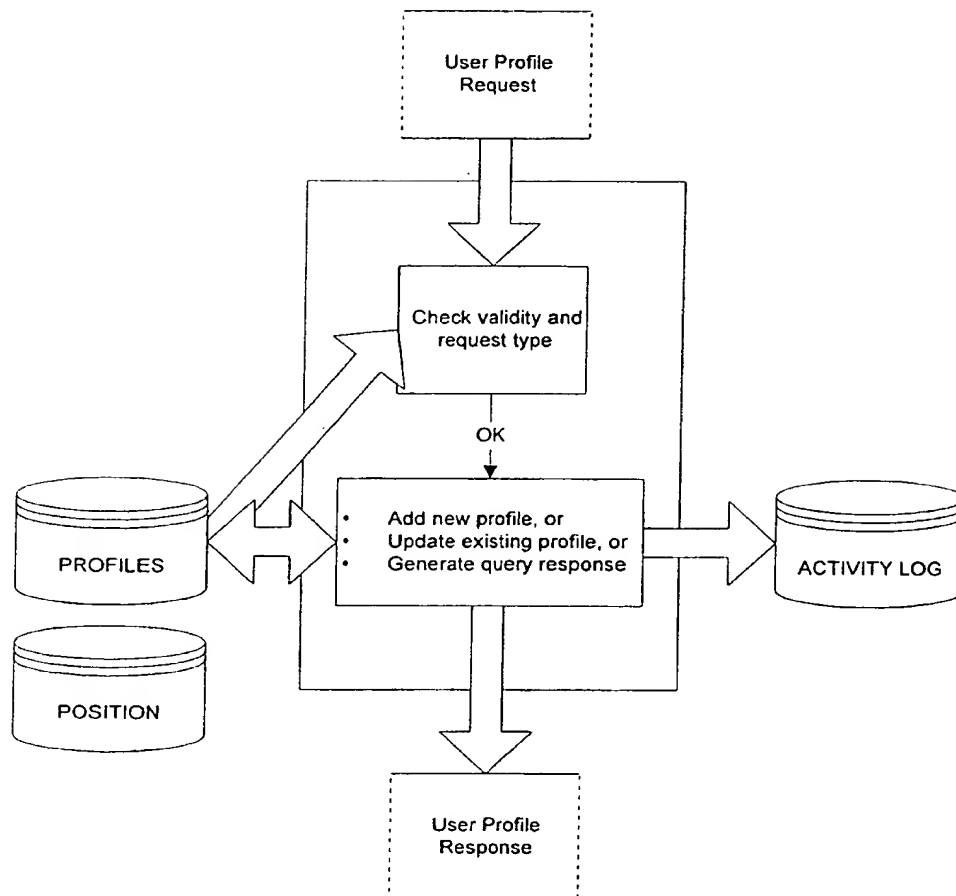 User Profile
Request
Check validity and
request type
OK
• Add new profile, or
• Update existing profile, or
• Generate query response
PROFILES
ACTIVITY LOG
POSITION
User Profile
Response